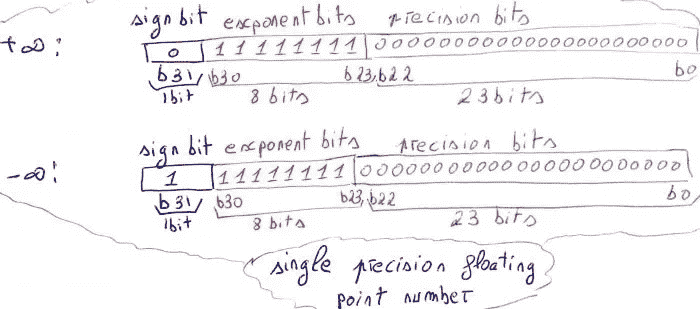 sign bit exponent bits precision bits
+∞: 0 11111111 00000000000000000000000
b31 b30 b23,b22 b0
1bit 8 bits 23 bits
sign bit exponent bits precision bits
-∞: 1 11111111 00000000000000000000000
b31 b30 b23,b22 b0
1bit 8 bits 23 bits
single precision floating
point number